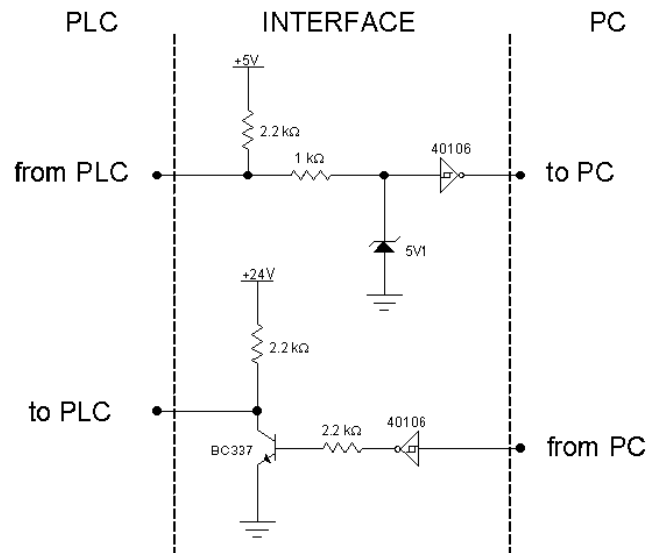 PLC INTERFACE PC
+5V
2.2 kΩ
1 kΩ
40106
from PLC
to PC
5V1
+24V
2.2 kΩ
to PLC
2.2 kΩ
40106
BC337
from PC